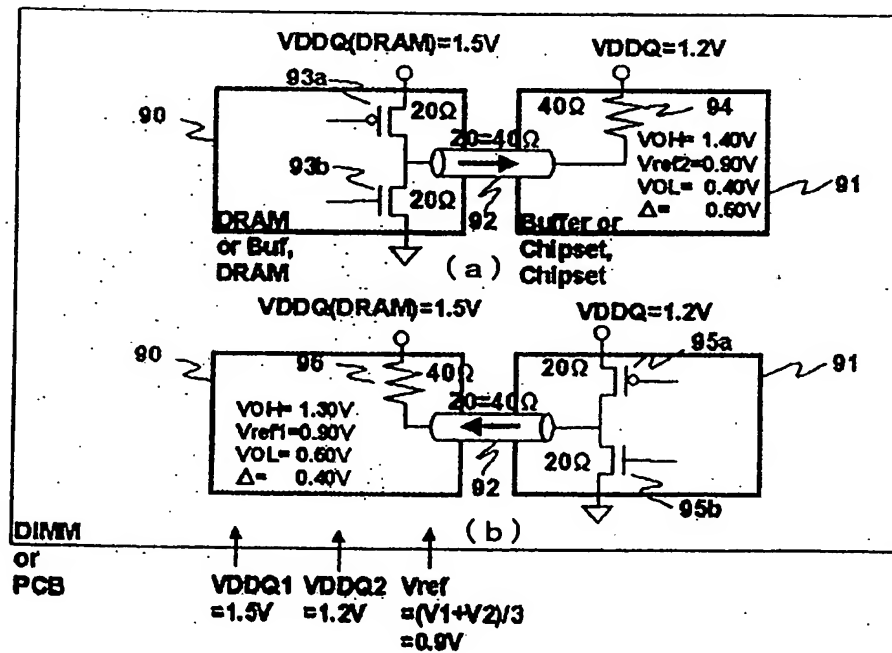 VDDQ(DRAM)=1.5V
VDDQ=1.2V
93a
90
20Ω
40Ω
94
Z0=40Ω
VOH= 1.40V
Vref2=0.90V
VOL= 0.40V
Δ= 0.50V
91
93b
20Ω
92
DRAM
or Buf,
DRAM
(a)
Buffer or
Chipset,
Chipset
VDDQ(DRAM)=1.5V
VDDQ=1.2V
95a
90
96
40Ω
20Ω
91
Z0=40Ω
VOH= 1.30V
Vref1=0.90V
VOL= 0.50V
Δ= 0.40V
20Ω
92
95b
(b)
DIMM
or
PCB
VDDQ1
=1.5V
VDDQ2
=1.2V
Vref
=(V1+V2)/3
=0.9V